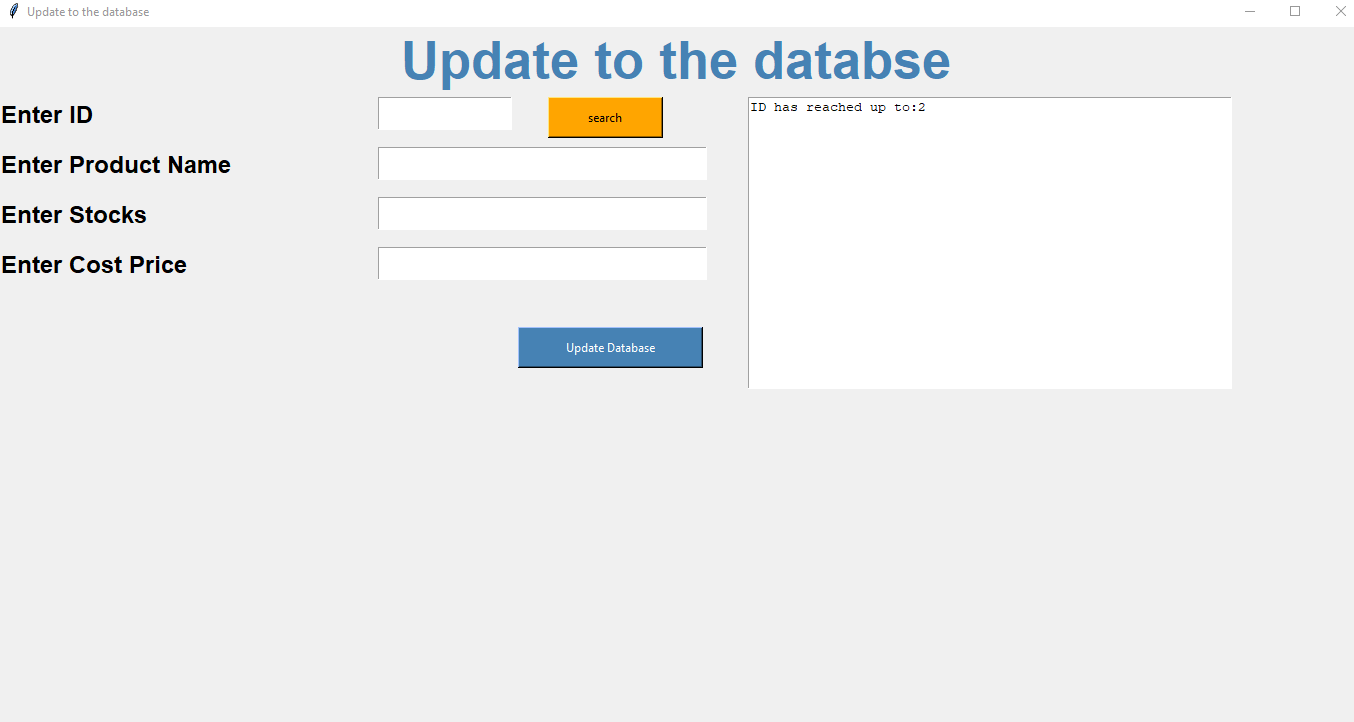 Update to the database
Update to the databse
Enter ID
search
ID has reached up to:2
Enter Product Name
Enter Stocks
Enter Cost Price
Update Database